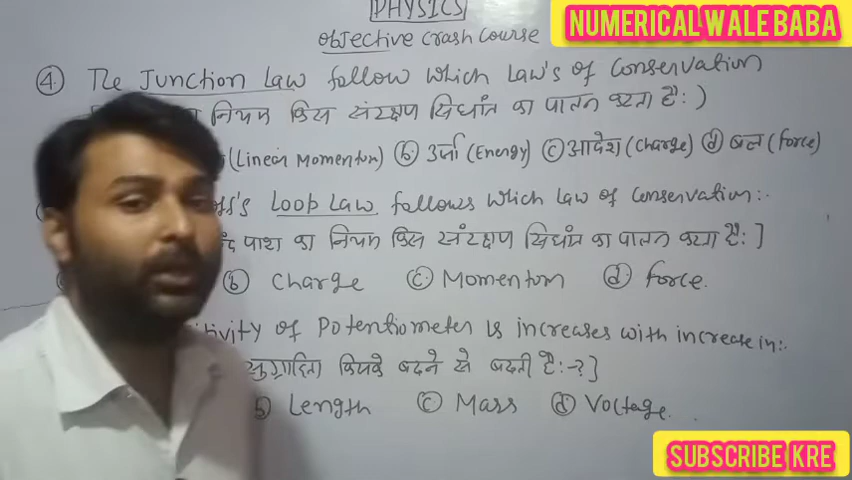 PHYSICS
NUMERICAL WALE BABA
Objective Crash Course
④ The Junction Law follow which Law's of Conservation
नियम किस संरक्षण सिधांत का पालन करता है:)
(Linear Momentum) ⓑ उर्जा (Energy) ⓒ आवेश (Charge) ⓓ बल (Force)
Loop Law follows which Law of Conservation:-
पाश का नियम किस संरक्षण सिधांत का पालन करता है:]
ⓑ Charge ⓒ Momentom ⓓ force.
tivity of Potentiometer is increases with increase in:-
सुग्राहिता किसके बढ़ने से बढ़ती है:-?]
ⓑ Length ⓒ Mass ⓓ Voltage.
SUBSCRIBE KRE